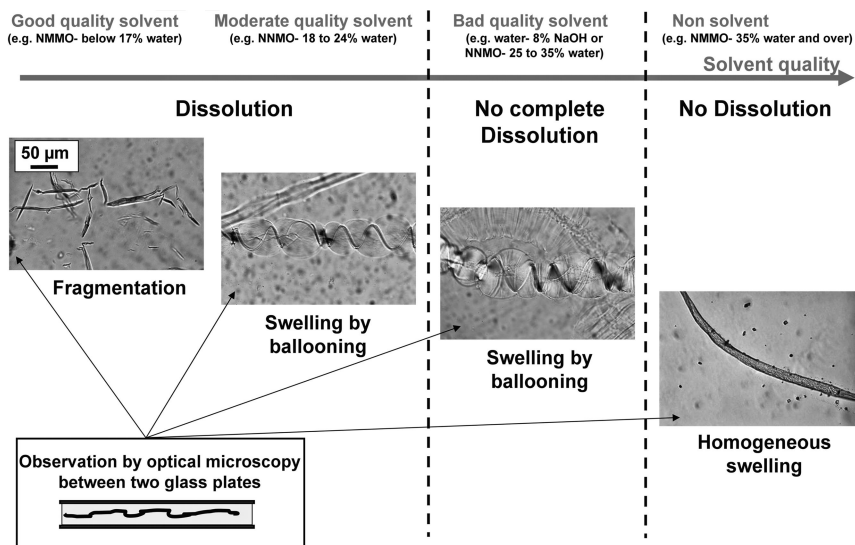 Good quality solvent
(e.g. NMMO- below 17% water)
Moderate quality solvent
(e.g. NNMO- 18 to 24% water)
Bad quality solvent
(e.g. water- 8% NaOH or
NNMO- 25 to 35% water)
Non solvent
(e.g. NMMO- 35% water and over)
Solvent quality
Dissolution
No complete
Dissolution
No Dissolution
50 µm
Fragmentation
Swelling by
ballooning
Swelling by
ballooning
Homogeneous
swelling
Observation by optical microscopy
between two glass plates